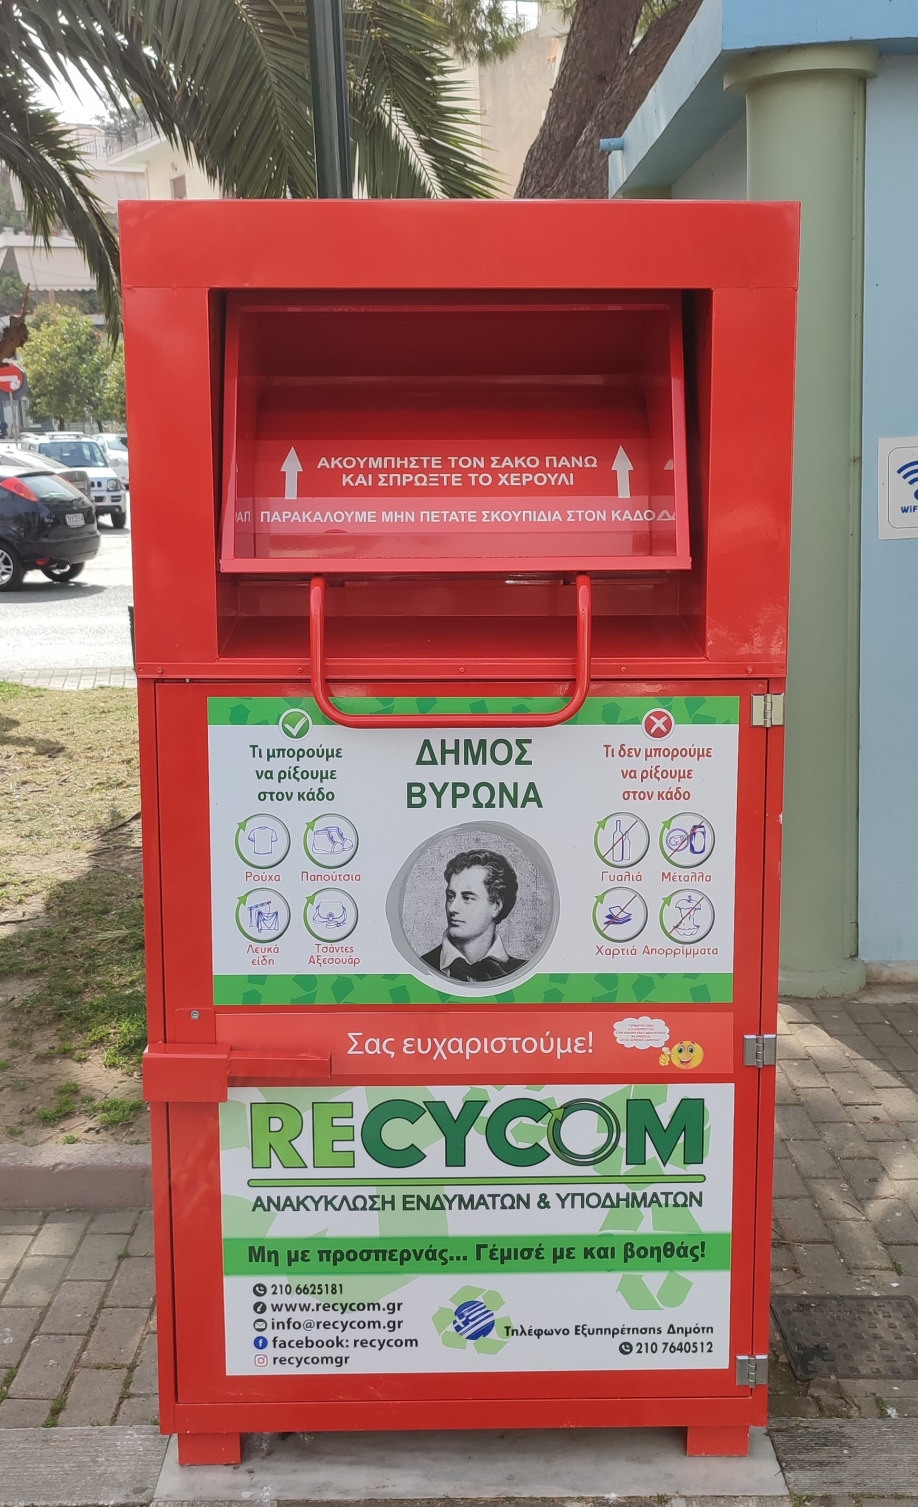 ΑΚΟΥΜΠΗΣΤΕ ΤΟΝ ΣΑΚΟ ΠΑΝΩ
ΚΑΙ ΣΠΡΩΞΤΕ ΤΟ ΧΕΡΟΥΛΙ
ΠΑΡΑΚΑΛΟΥΜΕ ΜΗΝ ΠΕΤΑΤΕ ΣΚΟΥΠΙΔΙΑ ΣΤΟΝ ΚΑΔΟ
WiF
Τι μπορούμε
να ρίξουμε
στον κάδο
Ρούχα
Παπούτσια
Λευκά
είδη
Τσάντες
Αξεσουάρ
ΔΗΜΟΣ
ΒΥΡΩΝΑ
Τι δεν μπορούμε
να ρίξουμε
στον κάδο
Γυαλιά
Μέταλλα
Χαρτιά
Απορρίμματα
Σας ευχαριστούμε!
RECYCOM
ΑΝΑΚΥΚΛΩΣΗ ΕΝΔΥΜΑΤΩΝ & ΥΠΟΔΗΜΑΤΩΝ
Μη με προσπερνάς... Γέμισέ με και βοηθάς!
210 6625181
www.recycom.gr
info@recycom.gr
facebook: recycom
recycomgr
Τηλέφωνο Εξυπηρέτησης Δημότη
210 7640512